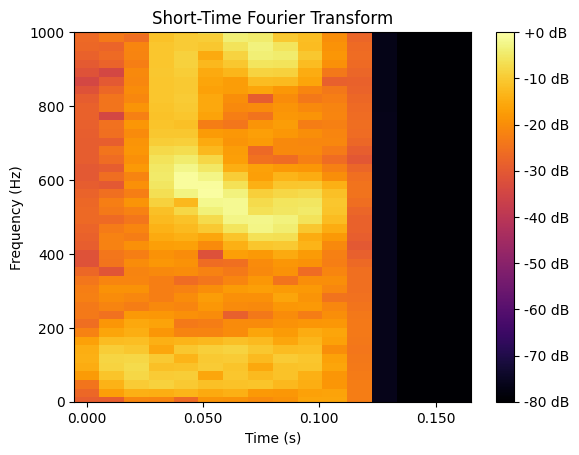 Short-Time Fourier Transform
1000
800
600
400
200
0
Frequency (Hz)
0.000
0.050
0.100
0.150
Time (s)
+0 dB
-10 dB
-20 dB
-30 dB
-40 dB
-50 dB
-60 dB
-70 dB
-80 dB